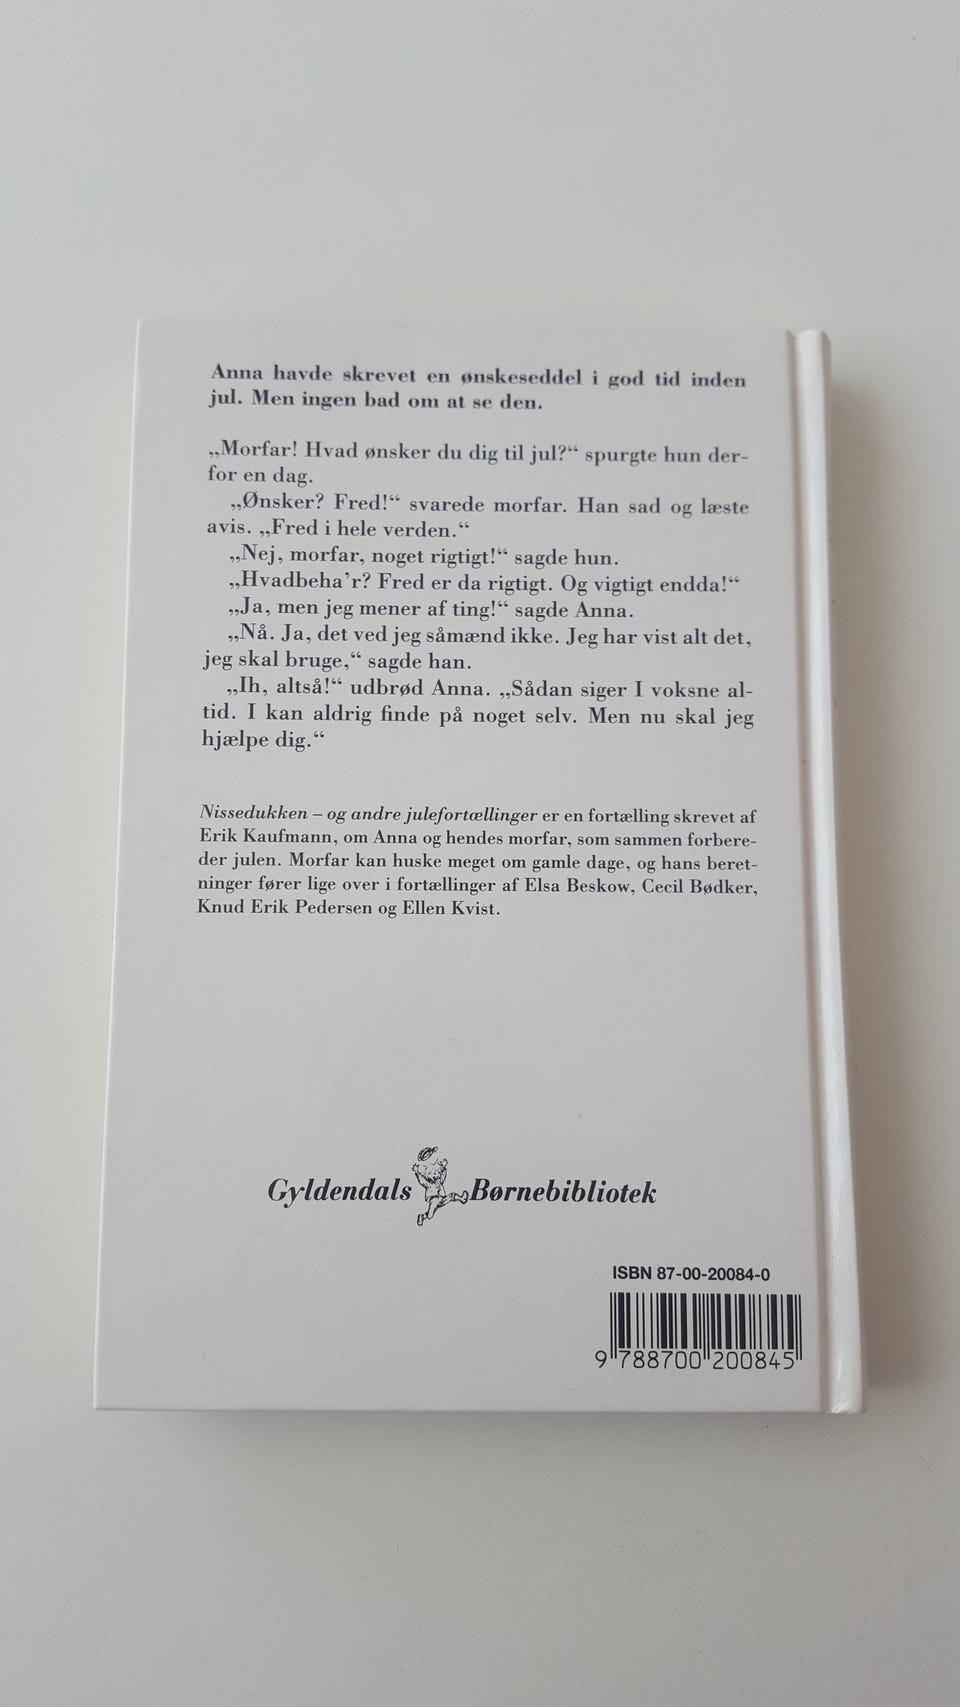 Anna havde skrevet en ønskeseddel i god tid inden
jul. Men ingen bad om at se den.
„Morfar! Hvad ønsker du dig til jul?“ spurgte hun der-
for en dag.
„Ønsker? Fred!“ svarede morfar. Han sad og læste
avis. „Fred i hele verden.“
„Nej, morfar, noget rigtigt!“ sagde hun.
„Hvadbeha’r? Fred er da rigtigt. Og vigtigt endda!“
„Ja, men jeg mener af ting!“ sagde Anna.
„Nå. Ja, det ved jeg såmænd ikke. Jeg har vist alt det,
jeg skal bruge,“ sagde han.
„Ih, altså!“ udbrød Anna. „Sådan siger I voksne al-
tid. I kan aldrig finde på noget selv. Men nu skal jeg
hjælpe dig.“
Nissedukken – og andre julefortællinger er en fortælling skrevet af
Erik Kaufmann, om Anna og hendes morfar, som sammen forbere-
der julen. Morfar kan huske meget om gamle dage, og hans beret-
ninger fører lige over i fortællinger af Elsa Beskow, Cecil Bødker,
Knud Erik Pedersen og Ellen Kvist.
Gyldendals Børnebibliotek
ISBN 87-00-20084-0
9 788700 200845